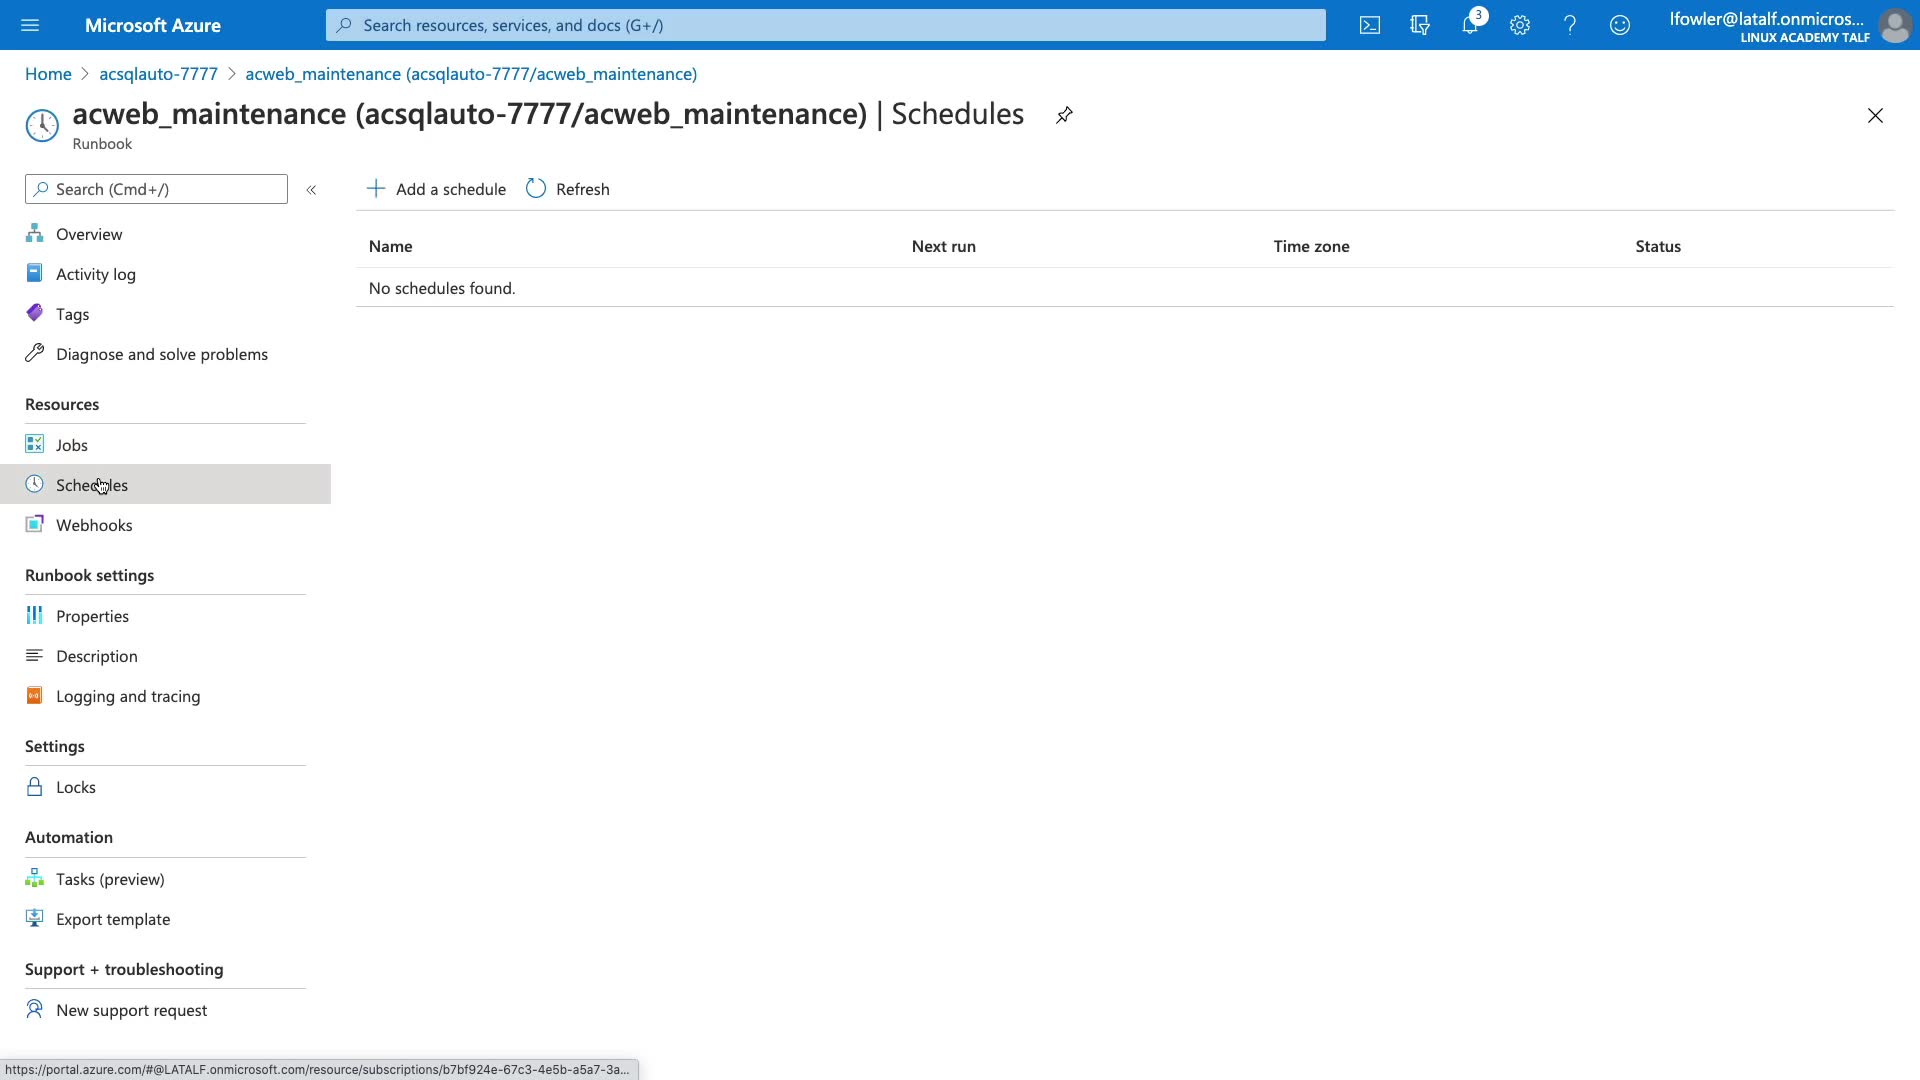 Microsoft Azure
Search resources, services, and docs (G+/)
3
lfowler@latalf.onmicros...
LINUX ACADEMY TALF
Home > acsqlauto-7777 > acweb_maintenance (acsqlauto-7777/acweb_maintenance)
acweb_maintenance (acsqlauto-7777/acweb_maintenance) | Schedules
Runbook
Search (Cmd+/)
«
Add a schedule
Refresh
Name Next run Time zone Status
No schedules found.
Overview
Activity log
Tags
Diagnose and solve problems
Resources
Jobs
Schedules
Webhooks
Runbook settings
Properties
Description
Logging and tracing
Settings
Locks
Automation
Tasks (preview)
Export template
Support + troubleshooting
New support request
https://portal.azure.com/#@LATALF.onmicrosoft.com/resource/subscriptions/b7bf924e-67c3-4e5b-a5a7-3a...